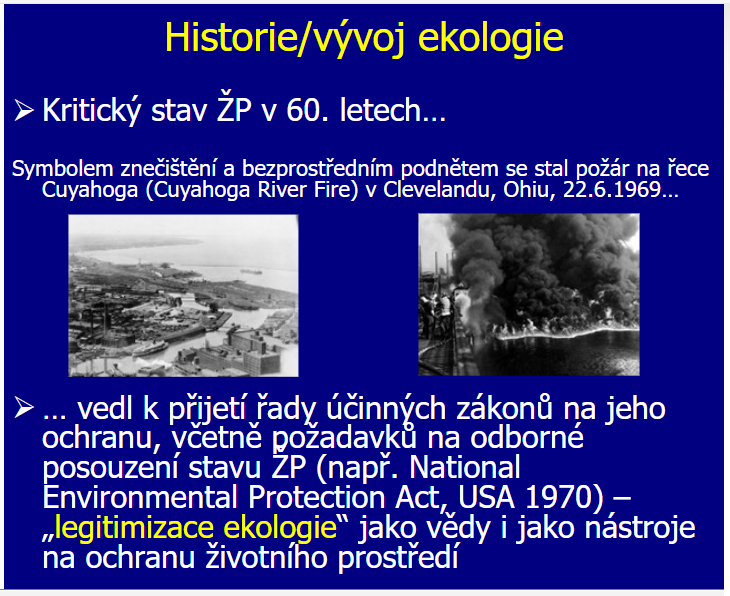 Historie/vývoj ekologie
➢ Kritický stav ŽP v 60. letech…
Symbolem znečištění a bezprostředním podnětem se stal požár na řece
Cuyahoga (Cuyahoga River Fire) v Clevelandu, Ohiu, 22.6.1969…
➢ … vedl k přijetí řady účinných zákonů na jeho
ochranu, včetně požadavků na odborné
posouzení stavu ŽP (např. National
Environmental Protection Act, USA 1970) –
„legitimizace ekologie“ jako vědy i jako nástroje
na ochranu životního prostředí